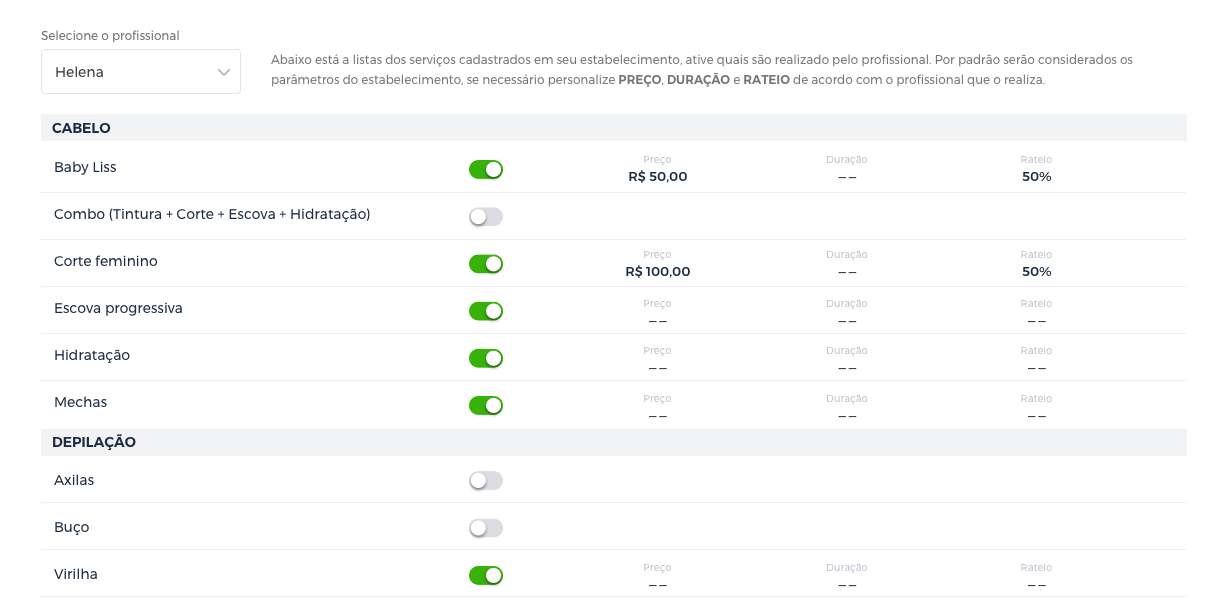 Selecione o profissional
Helena
Abaixo está a listas dos serviços cadastrados em seu estabelecimento, ative quais são realizado pelo profissional. Por padrão serão considerados os
parâmetros do estabelecimento, se necessário personalize PREÇO, DURAÇÃO e RATEIO de acordo com o profissional que o realiza.
CABELO
Baby Liss
Preço Duração Rateio
R$ 50,00 —— 50%
Combo (Tintura + Corte + Escova + Hidratação)
Corte feminino
Preço Duração Rateio
R$ 100,00 —— 50%
Escova progressiva
Preço Duração Rateio
—— —— ——
Hidratação
Preço Duração Rateio
—— —— ——
Mechas
Preço Duração Rateio
—— —— ——
DEPILAÇÃO
Axilas
Buço
Virilha
Preço Duração Rateio
—— —— ——